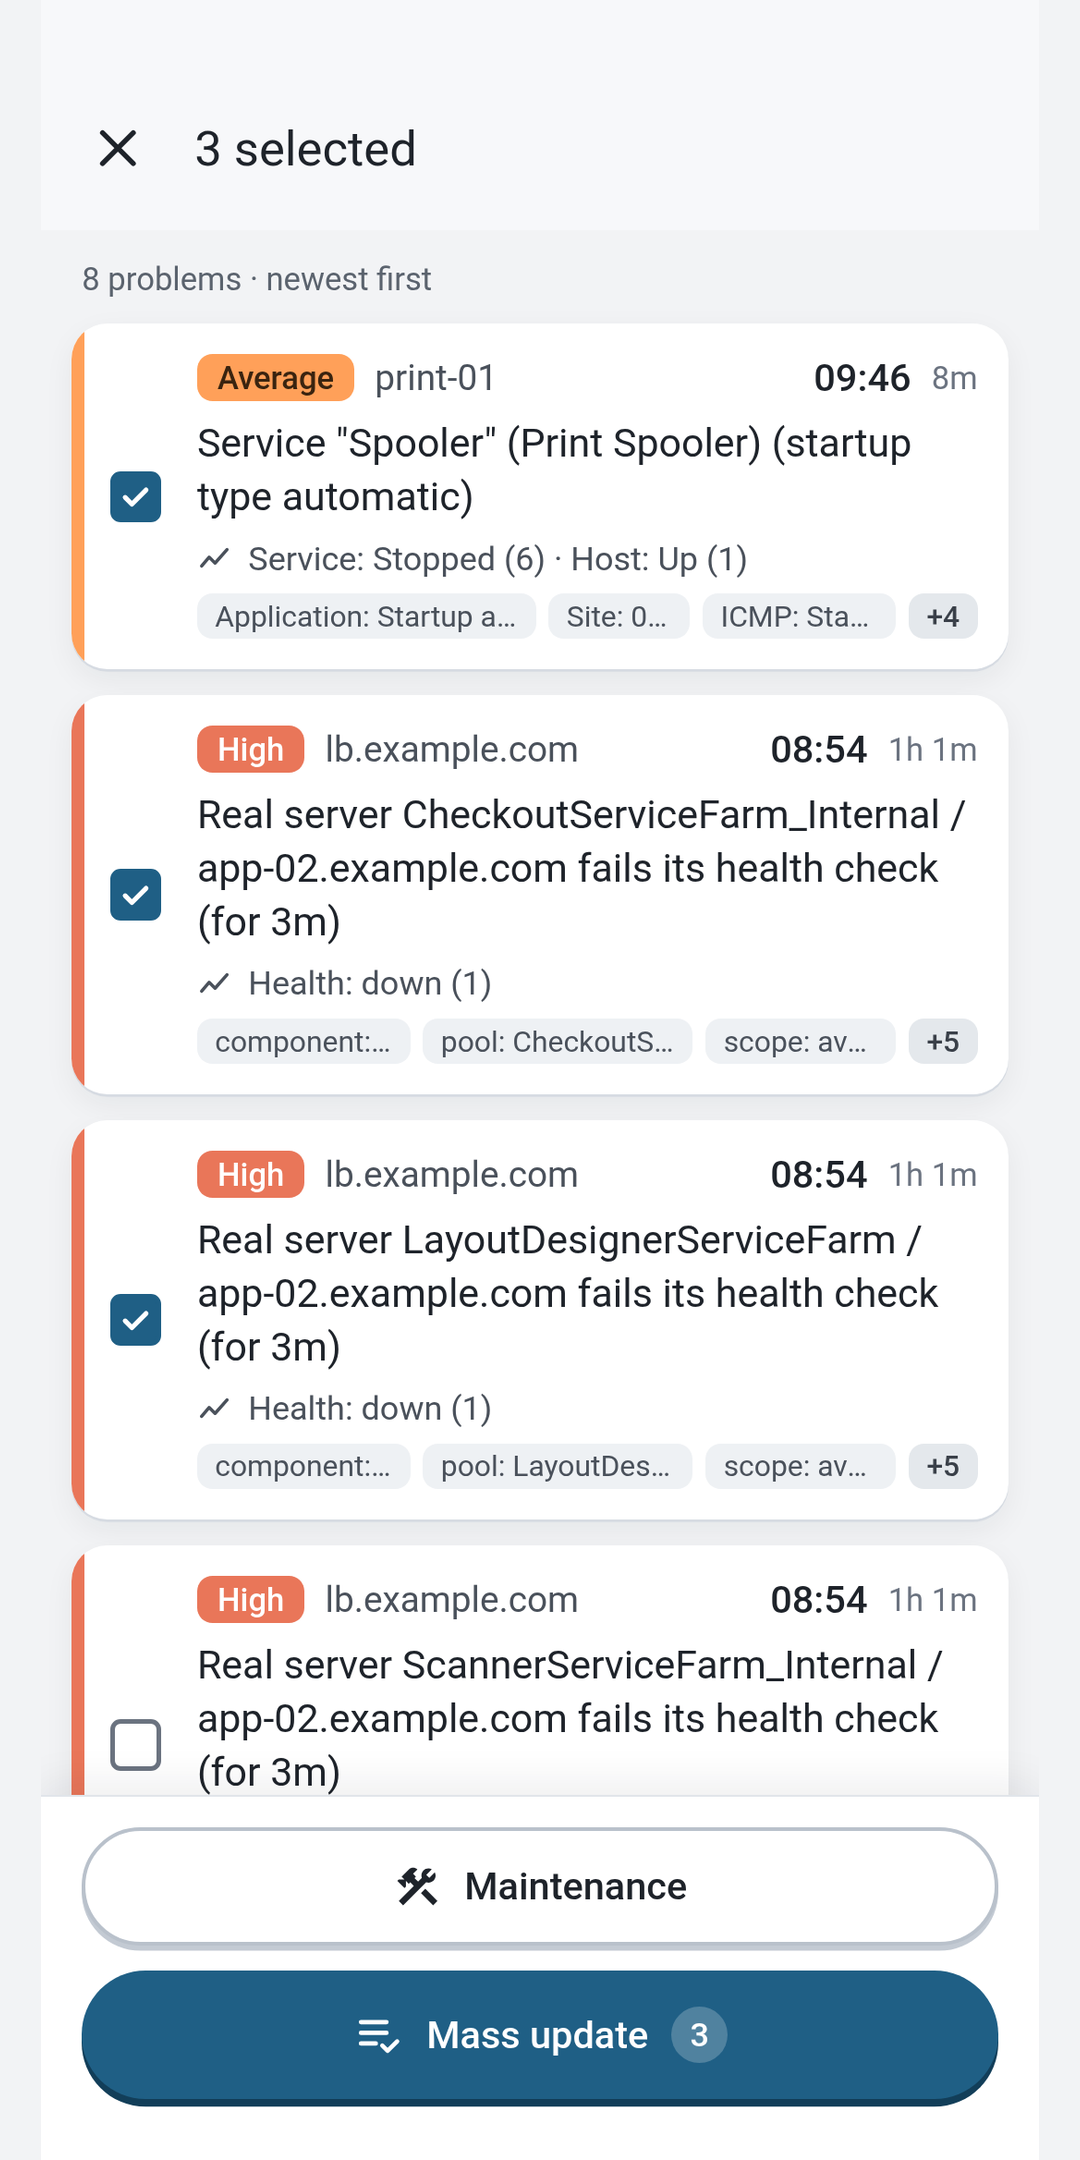 3 selected
8 problems · newest first
Average print-01 09:46 8m
Service "Spooler" (Print Spooler) (startup
type automatic)
Service: Stopped (6) · Host: Up (1)
Application: Startup a... Site: 0... ICMP: Sta... +4
High lb.example.com 08:54 1h 1m
Real server CheckoutServiceFarm_Internal /
app-02.example.com fails its health check
(for 3m)
Health: down (1)
component:... pool: CheckoutS... scope: av... +5
High lb.example.com 08:54 1h 1m
Real server LayoutDesignerServiceFarm /
app-02.example.com fails its health check
(for 3m)
Health: down (1)
component:... pool: LayoutDes... scope: av... +5
High lb.example.com 08:54 1h 1m
Real server ScannerServiceFarm_Internal /
app-02.example.com fails its health check
(for 3m)
Maintenance
Mass update 3